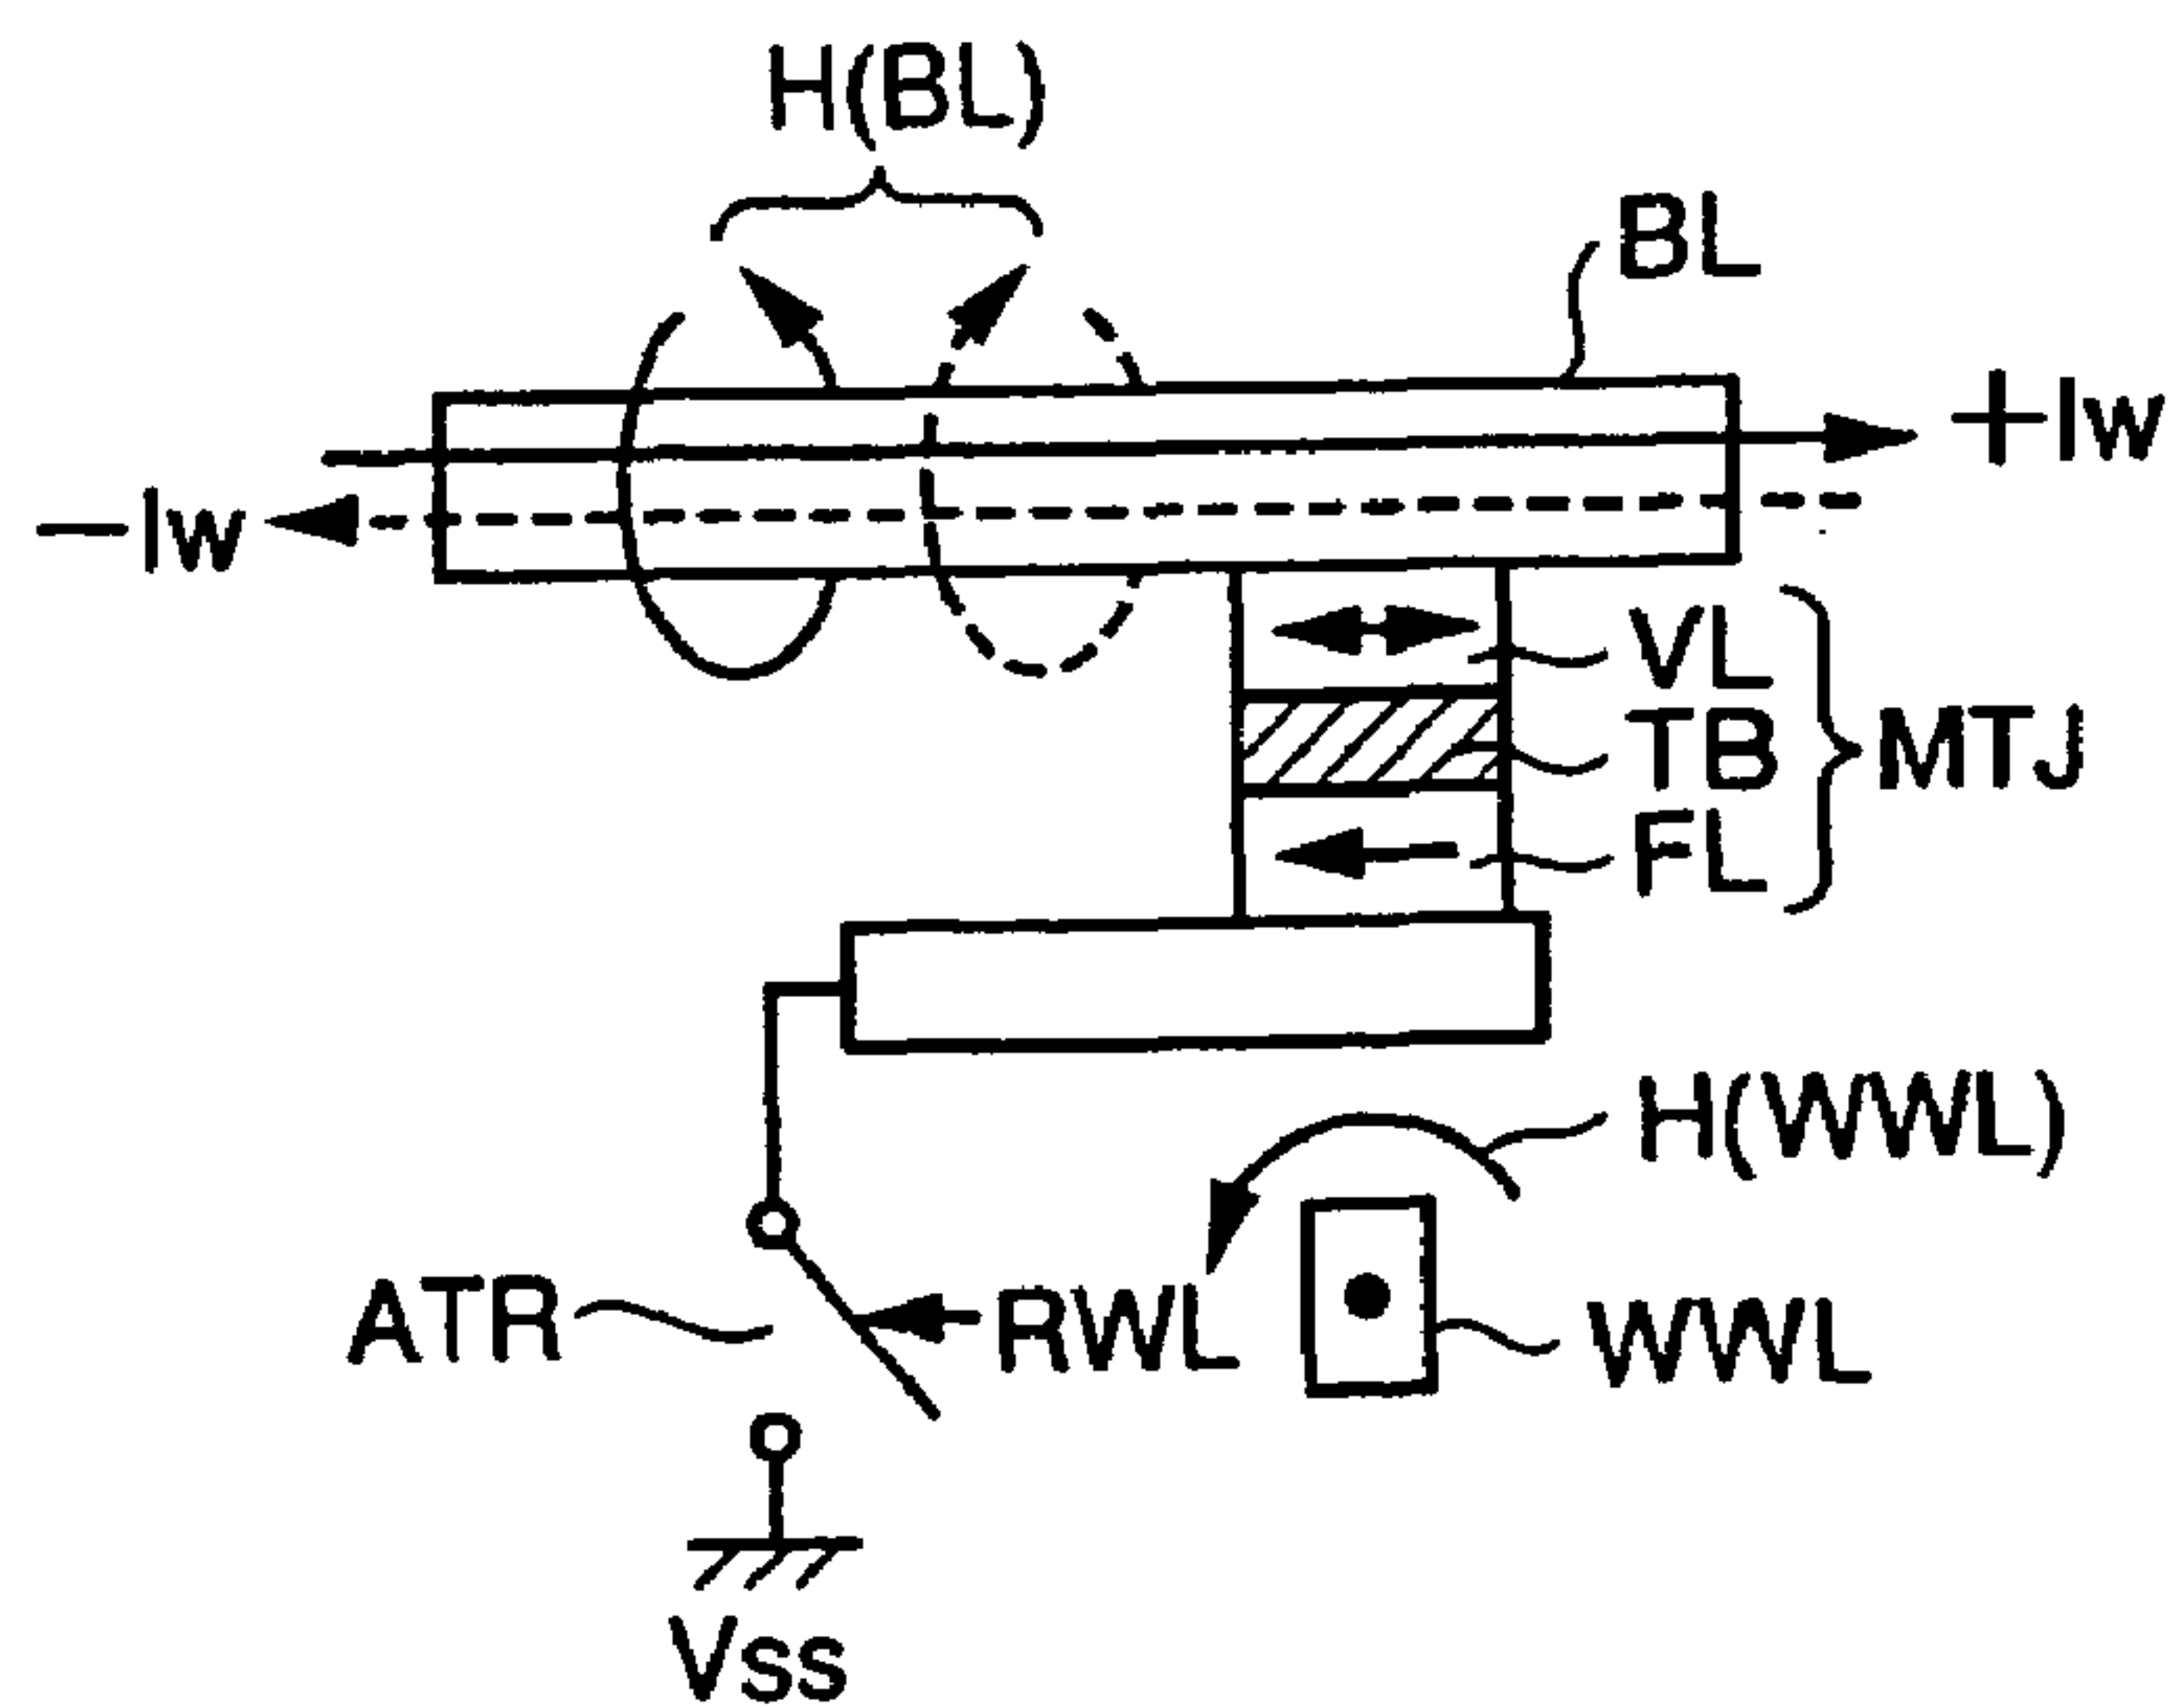 H(BL)
BL
+Iw
−Iw
VL
TB
MTJ
FL
H(WWL)
ATR
RWL
WWL
Vss